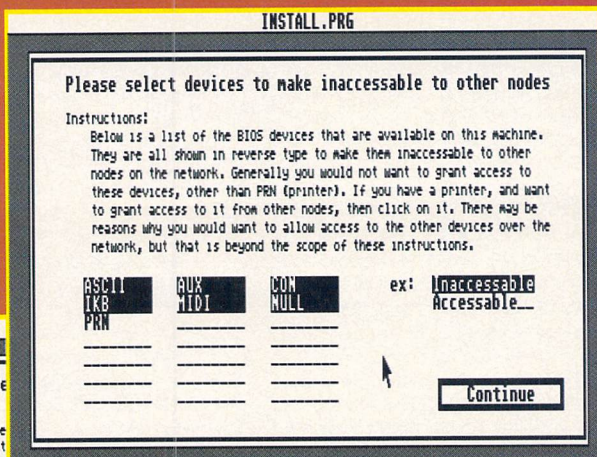 INSTALL.PRG
Please select devices to make inaccessable to other nodes
Instructions:
Below is a list of the BIOS devices that are available on this machine.
They are all shown in reverse type to make them inaccessable to other
nodes on the network. Generally you would not want to grant access to
these devices, other than PRN (printer). If you have a printer, and want
to grant access to it from other nodes, then click on it. There may be
reasons why you would want to allow access to the other devices over the
network, but that is beyond the scope of these instructions.
ASCII AUX CON ex: Inaccessable
IKB MIDI NULL Accessable__
PRN
Continue